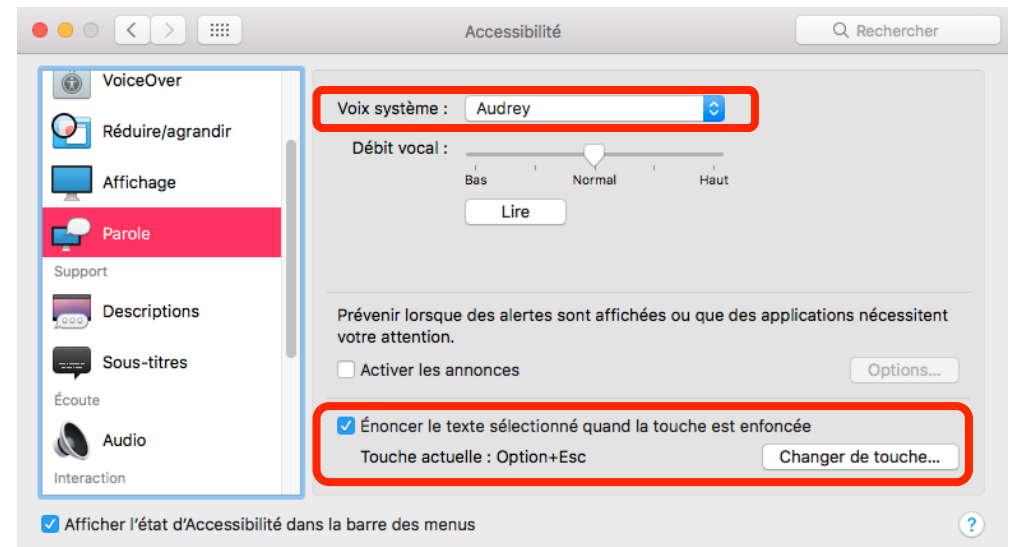 Accessibilité
Rechercher
VoiceOver
Réduire/agrandir
Affichage
Parole
Support
Descriptions
Sous-titres
Écoute
Audio
Interaction
Voix système : Audrey
Débit vocal :
Bas Normal Haut
Lire
Prévenir lorsque des alertes sont affichées ou que des applications nécessitent
votre attention.
Activer les annonces
Options...
Énoncer le texte sélectionné quand la touche est enfoncée
Touche actuelle : Option+Esc
Changer de touche...
Afficher l'état d'Accessibilité dans la barre des menus
?